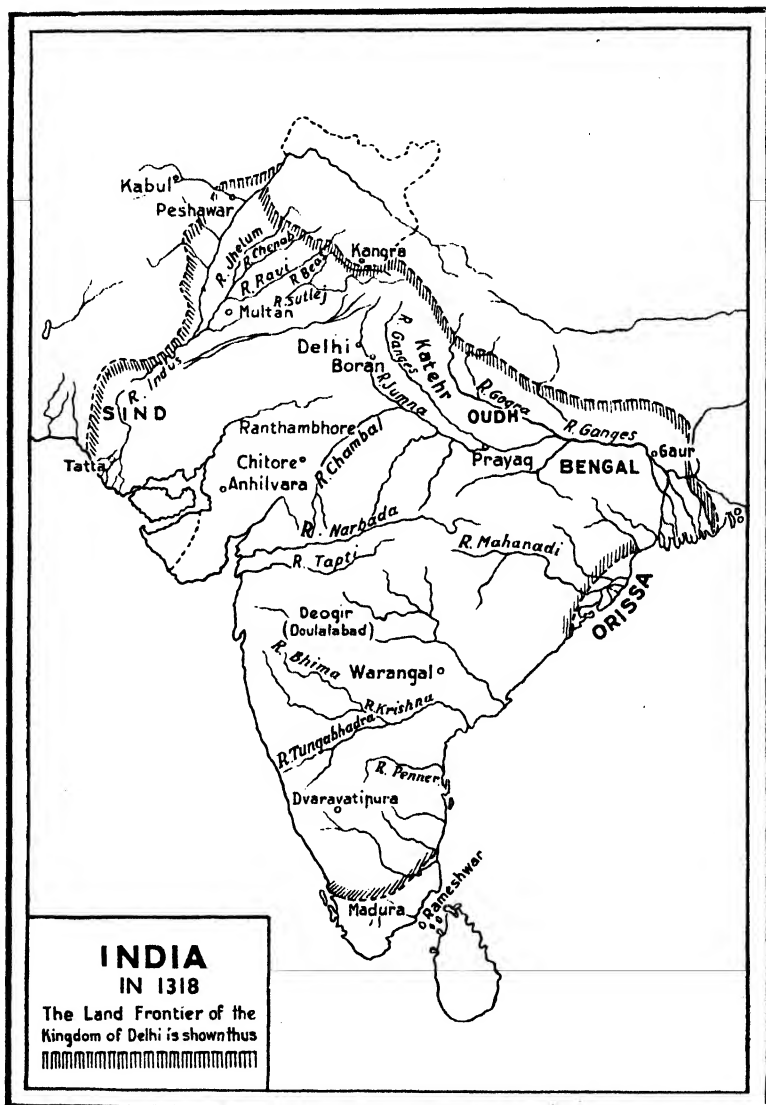 Kabul
Peshawar
R. Jhelum
R. Chenab
Kangra
R. Ravi
R. Beas
R. Sutlej
Multan
Delhi
Boran
R. Ganges
Katehr
R. Indus
SIND
R. Jumna
R. Gogra
OUDH
R. Ganges
Ranthambhore
Tatta
Chitore
R. Chambal
Prayag
BENGAL
Gaur
Anhilvara
R. Narbada
R. Mahanadi
R. Tapti
ORISSA
Deogir
(Doulalabad)
R. Bhima
Warangal
R. Krishna
R. Tungabhadra
R. Penner
Dvaravatipura
Madura
Rameshwar
INDIA
IN 1318
The Land Frontier of the
Kingdom of Delhi is shown thus